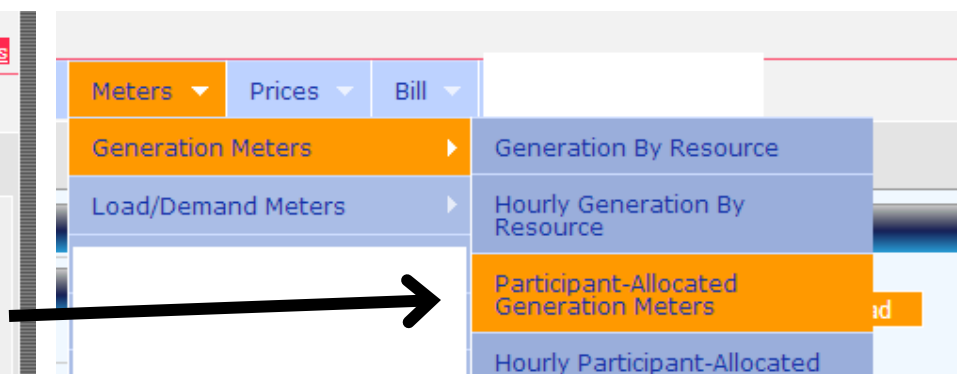 Meters Prices Bill
Generation Meters
Load/Demand Meters
Generation By Resource
Hourly Generation By
Resource
Participant-Allocated
Generation Meters
Hourly Participant-Allocated